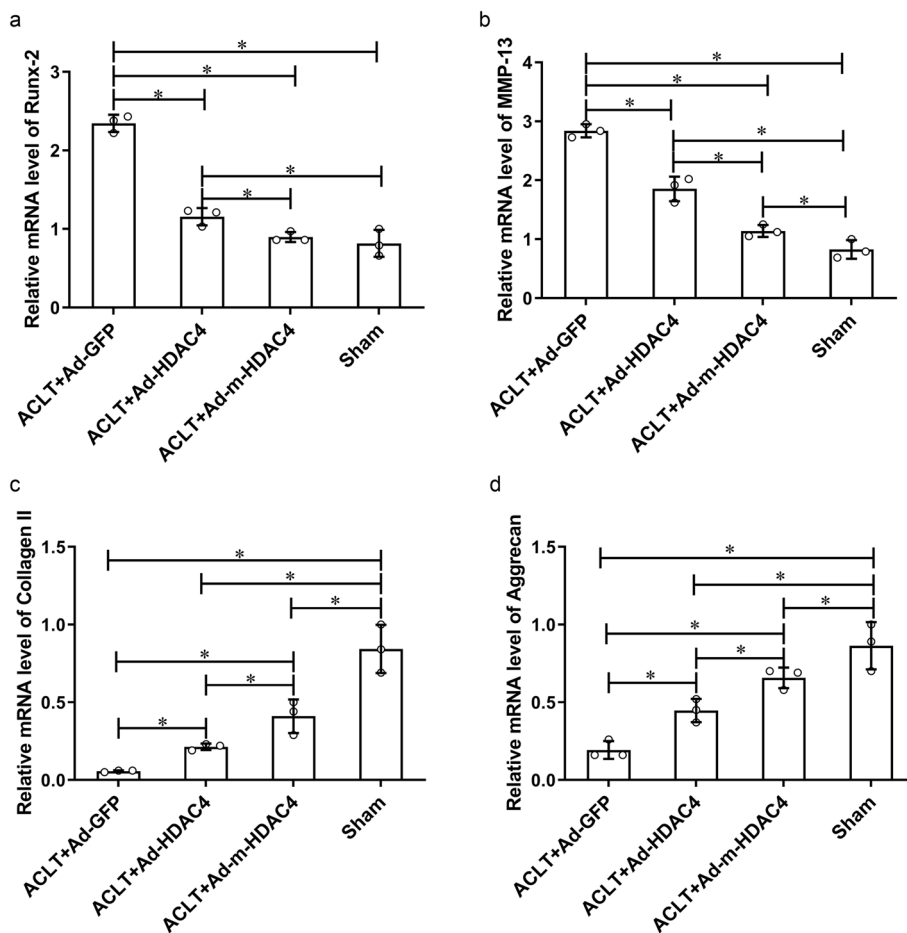 a
Relative mRNA level of Runx-2
3
2
1
0
*
*
*
*
*
ACLT+Ad-GFP
ACLT+Ad-HDAC4
ACLT+Ad-m-HDAC4
Sham
b
Relative mRNA level of MMP-13
4
3
2
1
0
*
*
*
*
*
*
ACLT+Ad-GFP
ACLT+Ad-HDAC4
ACLT+Ad-m-HDAC4
Sham
c
Relative mRNA level of Collagen II
1.5
1.0
0.5
0.0
*
*
*
*
*
*
ACLT+Ad-GFP
ACLT+Ad-HDAC4
ACLT+Ad-m-HDAC4
Sham
d
Relative mRNA level of Aggrecan
1.5
1.0
0.5
0.0
*
*
*
*
*
*
ACLT+Ad-GFP
ACLT+Ad-HDAC4
ACLT+Ad-m-HDAC4
Sham